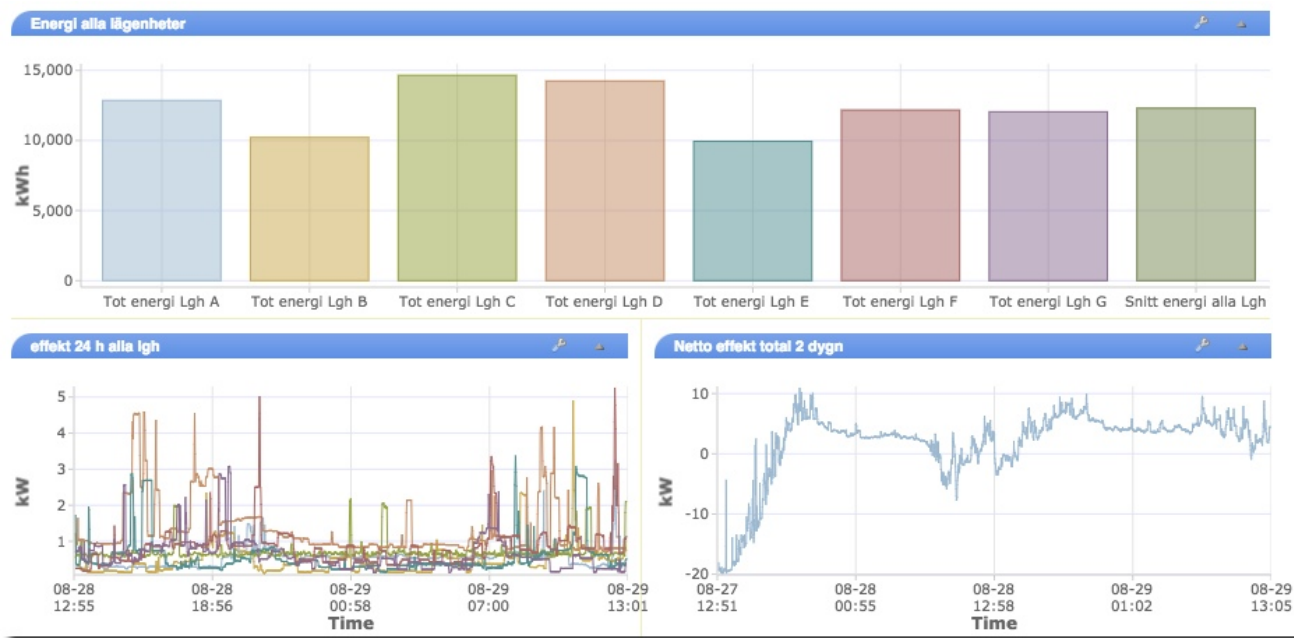 Energi alla lägenheter
15,000
10,000
5,000
0
kWh
Tot energi Lgh A Tot energi Lgh B Tot energi Lgh C Tot energi Lgh D Tot energi Lgh E Tot energi Lgh F Tot energi Lgh G Snitt energi alla Lgh
effekt 24 h alla lgh
5
4
3
2
1
kW
08-28 08-28 08-29 08-29 08-29
12:55 18:56 00:58 07:00 13:01
Time
Netto effekt total 2 dygn
10
0
-10
-20
kW
08-27 08-28 08-28 08-29 08-29
12:51 00:55 12:58 01:02 13:05
Time